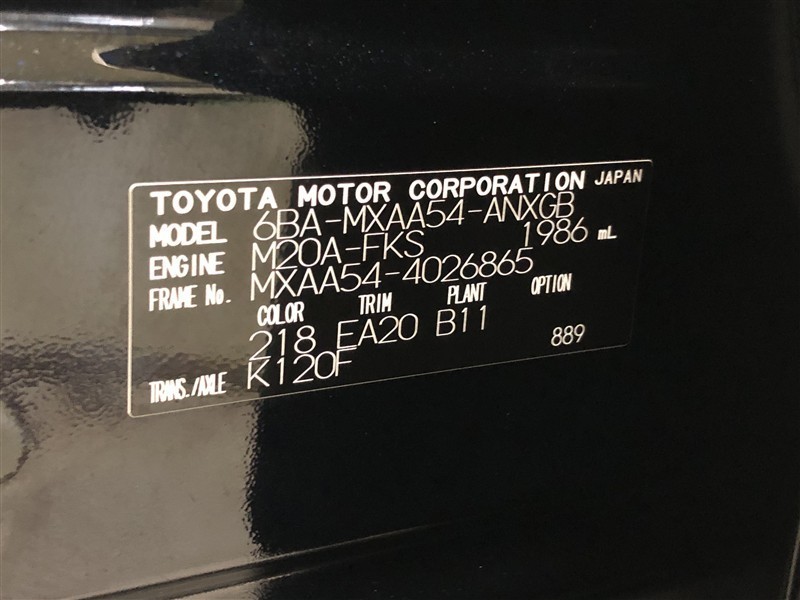 TOYOTA MOTOR CORPORATION JAPAN
MODEL 6BA-MXAA54-ANXGB
ENGINE M20A-FKS 1986 mL
FRAME No. MXAA54-4026865
COLOR TRIM PLANT OPTION
218 EA20 B11 889
TRANS./AXLE K120F